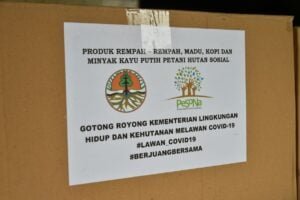 PRODUK REMPAH - REMPAH, MADU, KOPI DAN
MINYAK KAYU PUTIH PETANI HUTAN SOSIAL
PeSoNa
GOTONG ROYONG KEMENTERIAN LINGKUNGAN
HIDUP DAN KEHUTANAN MELAWAN COVID-19
#LAWAN_COVID19
#BERJUANGBERSAMA